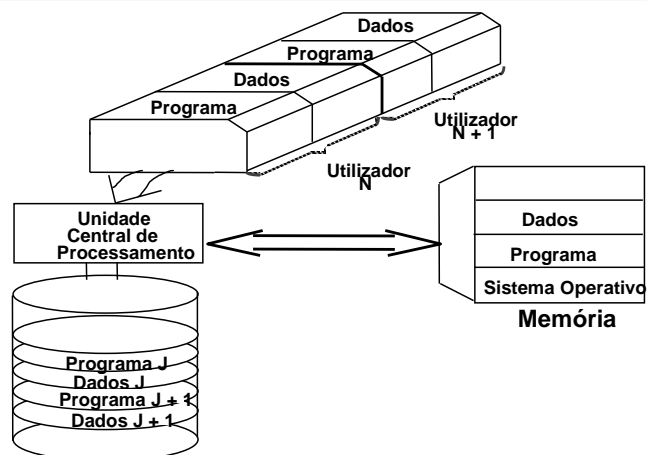 Dados
Programa
Dados
Programa
Utilizador
N + 1
Utilizador
N
Unidade
Central de
Processamento
Dados
Programa
Sistema Operativo
Memória
Programa J
Dados J
Programa J + 1
Dados J + 1